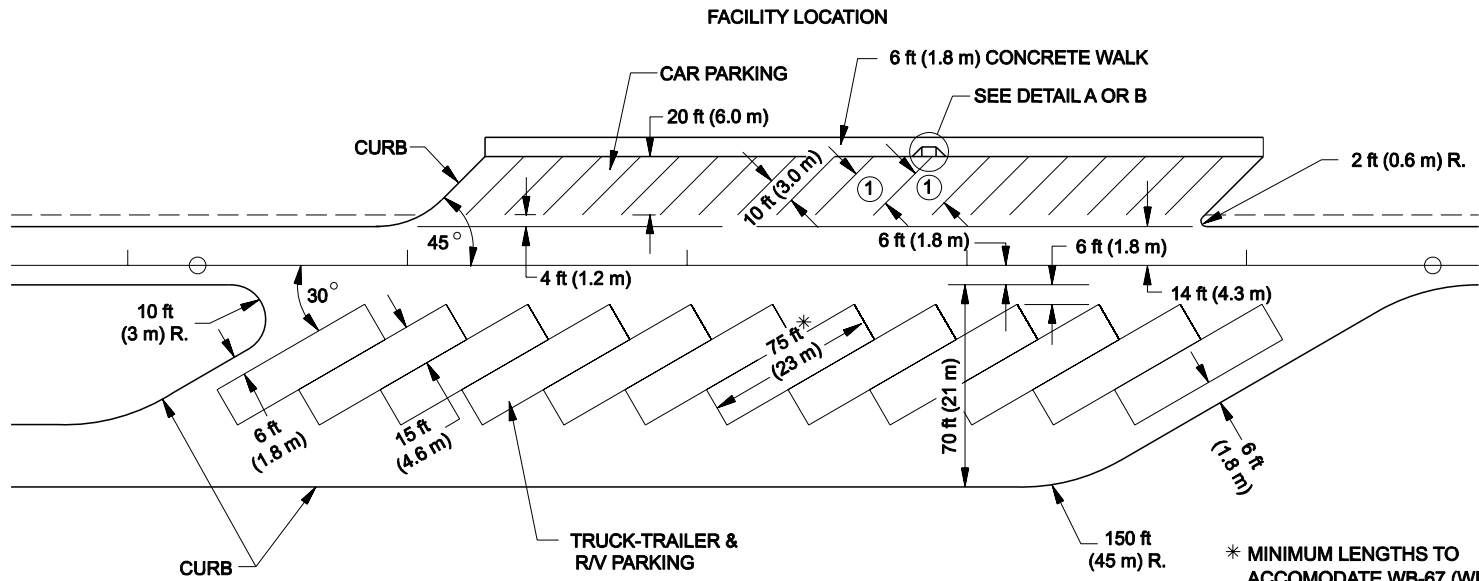 FACILITY LOCATION
6 ft (1.8 m) CONCRETE WALK
CAR PARKING
SEE DETAIL A OR B
20 ft (6.0 m)
CURB
2 ft (0.6 m) R.
10 ft (3.0 m)
1
1
45°
6 ft (1.8 m)
6 ft (1.8 m)
4 ft (1.2 m)
14 ft (4.3 m)
30°
10 ft
(3 m) R.
75 ft*
(23 m)
70 ft (21 m)
6 ft
(1.8 m)
15 ft
(4.6 m)
6 ft
(1.8 m)
TRUCK-TRAILER &
R/V PARKING
150 ft
(45 m) R.
CURB
* MINIMUM LENGTHS TO
ACCOMODATE WB-67 (W